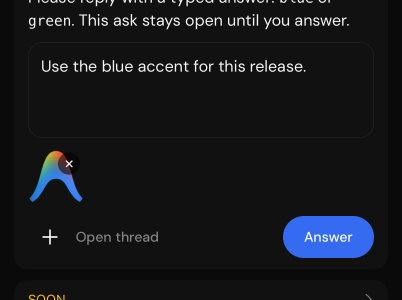 Please reply with a typed answer: blue or
green. This ask stays open until you answer.
Use the blue accent for this release.
Open thread
Answer
SOON